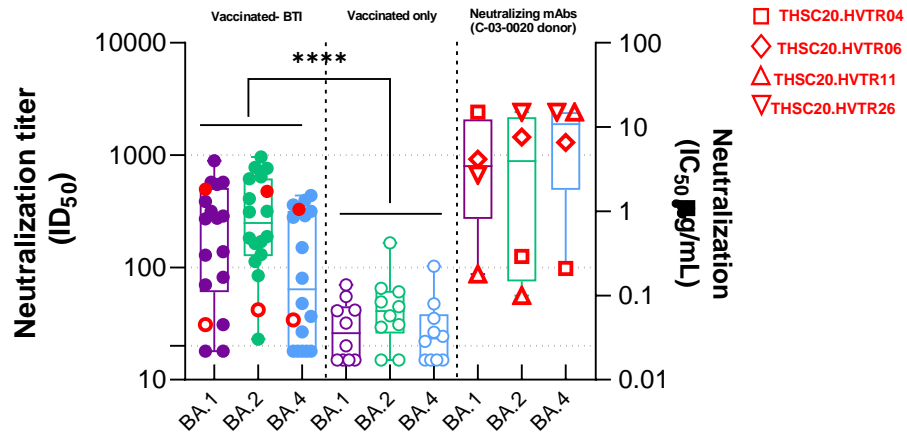 Vaccinated- BTI
Vaccinated only
Neutralizing mAbs
(C-03-0020 donor)
THSC20.HVTR04
THSC20.HVTR06
THSC20.HVTR11
THSC20.HVTR26
****
Neutralization titer
(ID50)
10000
1000
100
10
100
10
1
0.1
0.01
Neutralization
(IC50 g/mL)
BA.1
BA.2
BA.4
BA.1
BA.2
BA.4
BA.1
BA.2
BA.4